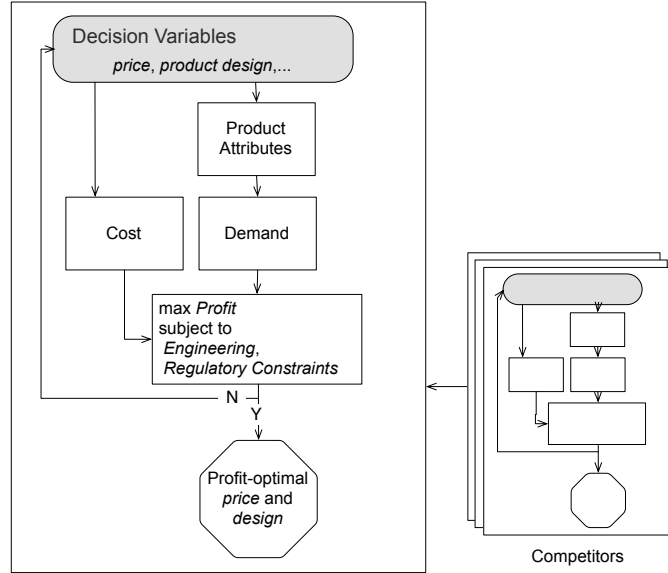 Decision Variables
price, product design,...
Product
Attributes
Cost
Demand
max Profit
subject to
Engineering,
Regulatory Constraints
N
Y
Profit-optimal
price and
design
Competitors